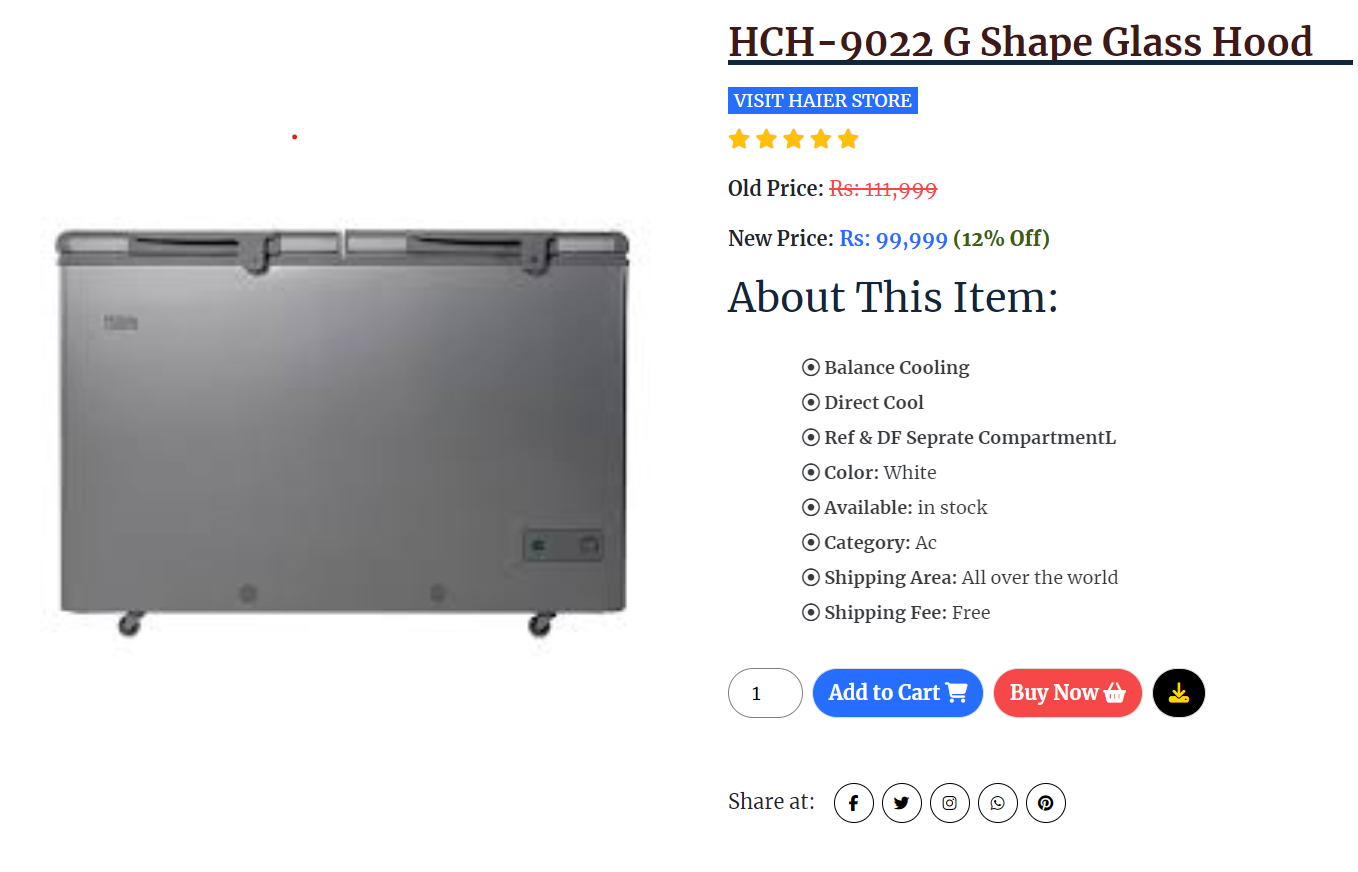 HCH-9022 G Shape Glass Hood
VISIT HAIER STORE
Old Price: Rs: 111,999
New Price: Rs: 99,999 (12% Off)
About This Item:
Balance Cooling
Direct Cool
Ref & DF Seprate CompartmentL
Color: White
Available: in stock
Category: Ac
Shipping Area: All over the world
Shipping Fee: Free
1 Add to Cart Buy Now
Share at: